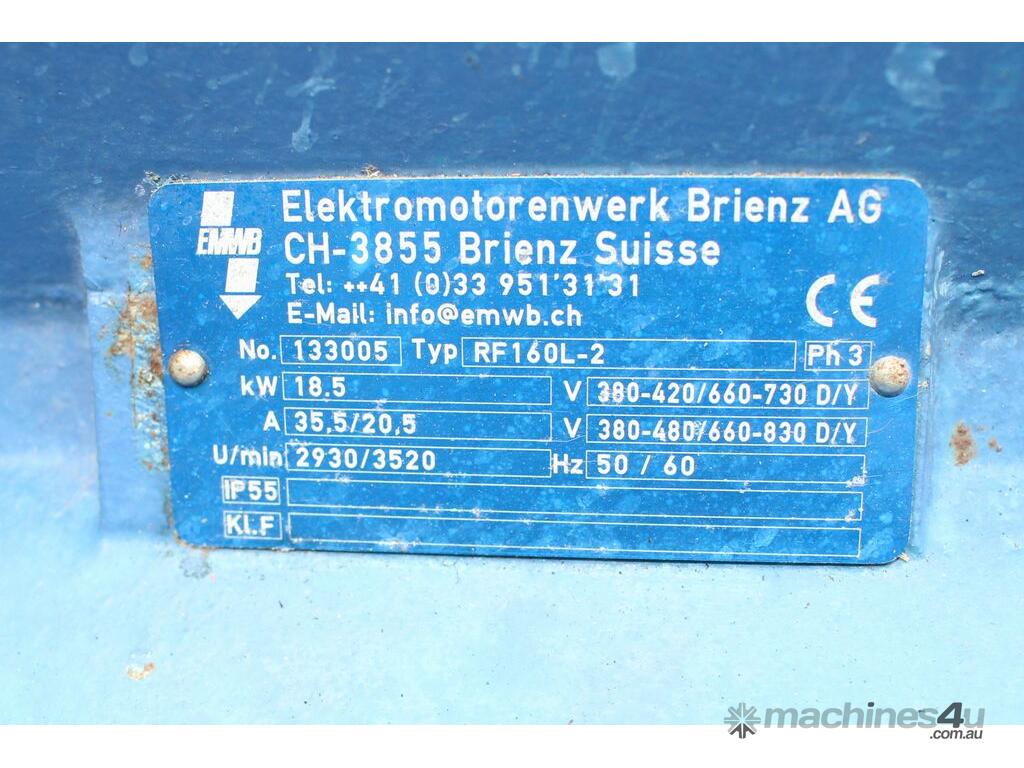 Elektromotorenwerk Brienz AG
EMWB
CH-3855 Brienz Suisse
Tel: ++41 (0)33 951'31'31
E-Mail: info@emwb.ch
CE
No. 133005 Typ RF160L-2 Ph 3
kW 18.5 V 380-420/660-730 D/Y
A 35,5/20,5 V 380-480/660-830 D/Y
U/min 2930/3520 Hz 50 / 60
IP55
Kl.F
machines4u
.com.au